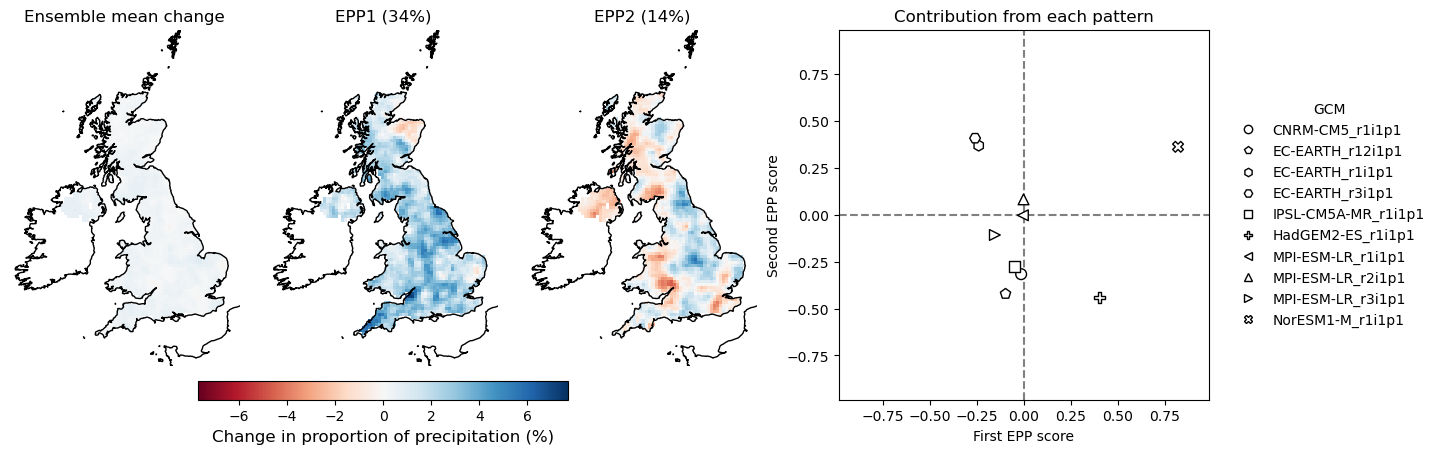 Ensemble mean change
EPP1 (34%)
EPP2 (14%)
−6 −4 −2 0 2 4 6
Change in proportion of precipitation (%)
Contribution from each pattern
Second EPP score
0.75
0.50
0.25
0.00
−0.25
−0.50
−0.75
−0.75 −0.50 −0.25 0.00 0.25 0.50 0.75
First EPP score
GCM
CNRM-CM5_r1i1p1
EC-EARTH_r12i1p1
EC-EARTH_r1i1p1
EC-EARTH_r3i1p1
IPSL-CM5A-MR_r1i1p1
HadGEM2-ES_r1i1p1
MPI-ESM-LR_r1i1p1
MPI-ESM-LR_r2i1p1
MPI-ESM-LR_r3i1p1
NorESM1-M_r1i1p1